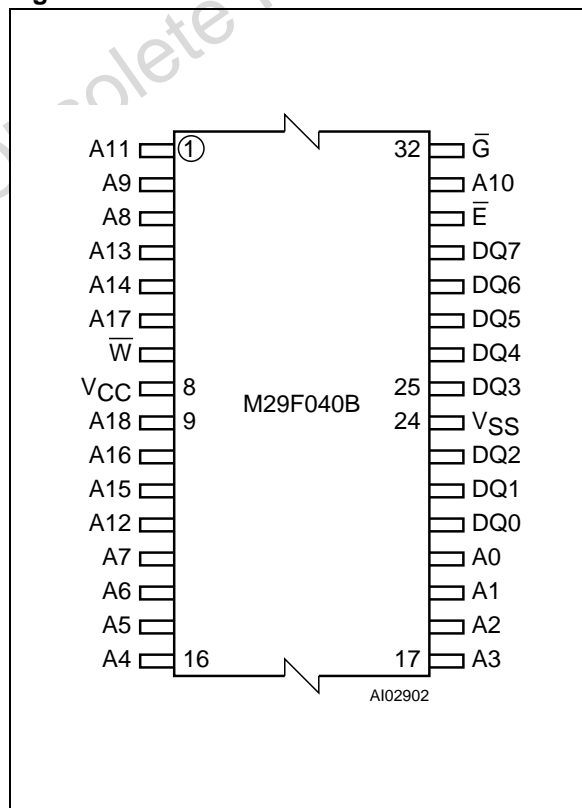 A11 1 32 G̅
A9 A10
A8 E̅
A13 DQ7
A14 DQ6
A17 DQ5
W̅ DQ4
VCC 8 25 DQ3
M29F040B
A18 9 24 VSS
A16 DQ2
A15 DQ1
A12 DQ0
A7 A0
A6 A1
A5 A2
A4 16 17 A3
AI02902